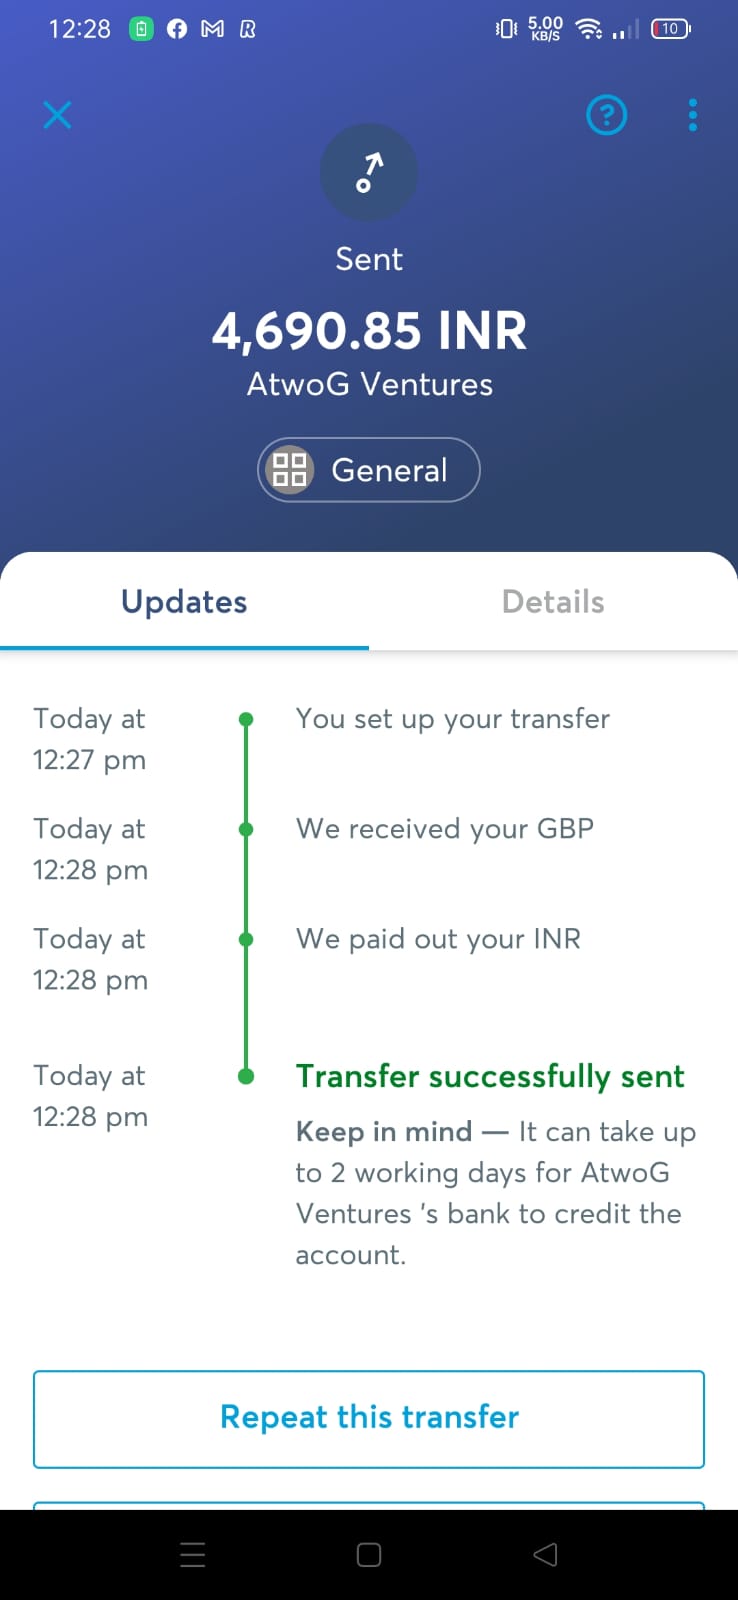 12:28
5.00
KB/S
10
?
Sent
4,690.85 INR
AtwoG Ventures
General
Updates
Details
Today at
12:27 pm
You set up your transfer
Today at
12:28 pm
We received your GBP
Today at
12:28 pm
We paid out your INR
Today at
12:28 pm
Transfer successfully sent
Keep in mind — It can take up
to 2 working days for AtwoG
Ventures 's bank to credit the
account.
Repeat this transfer